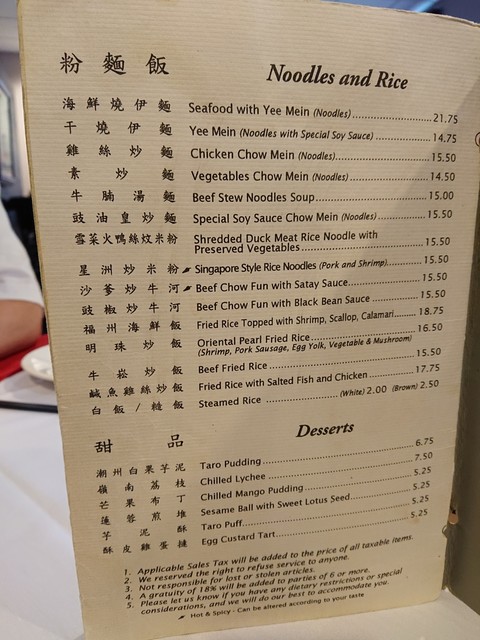 粉麵飯 Noodles and Rice
海鮮燒伊麵 Seafood with Yee Mein (Noodles) 21.75
干燒伊麵 Yee Mein (Noodles with Special Soy Sauce) 14.75
雞絲炒麵 Chicken Chow Mein (Noodles) 15.50
素炒麵 Vegetables Chow Mein (Noodles) 14.50
牛腩湯麵 Beef Stew Noodles Soup 15.00
豉油皇炒麵 Special Soy Sauce Chow Mein (Noodles) 15.50
雪菜火鴨絲炆米粉 Shredded Duck Meat Rice Noodle with
Preserved Vegetables 15.50
星洲炒米粉 Singapore Style Rice Noodles (Pork and Shrimp) 15.50
沙爹炒牛河 Beef Chow Fun with Satay Sauce 15.50
豉椒炒牛河 Beef Chow Fun with Black Bean Sauce 15.50
福州海鮮飯 Fried Rice Topped with Shrimp, Scallop, Calamari 18.75
明珠炒飯 Oriental Pearl Fried Rice 16.50
(Shrimp, Pork Sausage, Egg Yolk, Vegetable & Mushroom)
牛崧炒飯 Beef Fried Rice 15.50
鹹魚雞絲炒飯 Fried Rice with Salted Fish and Chicken 17.75
白飯/糙飯 Steamed Rice (White) 2.00 (Brown) 2.50
甜品 Desserts
潮州白果芋泥 Taro Pudding 6.75
嶺南荔枝 Chilled Lychee 7.50
芒果布丁 Chilled Mango Pudding 5.25
蓮蓉煎堆 Sesame Ball with Sweet Lotus Seed 5.25
芋泥酥 Taro Puff 5.25
酥皮雞蛋撻 Egg Custard Tart 5.25
1. Applicable Sales Tax will be added to the price of all taxable items.
2. We reserved the right to refuse service to anyone.
3. Not responsible for lost or stolen articles.
4. A gratuity of 18% will be added to parties of 6 or more.
5. Please let us know if you have any dietary restrictions or special
considerations, and we will do our best to accommodate you.
Hot & Spicy - Can be altered according to your taste